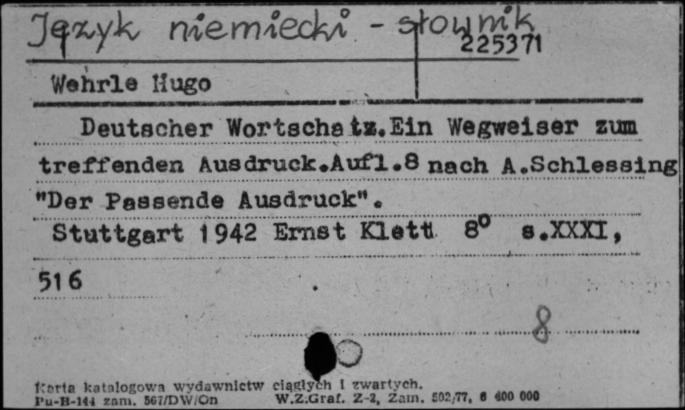 Język niemiecki - słownik
225371
Wehrle Hugo
Deutscher Wortschatz.Ein Wegweiser zum
treffenden Ausdruck.Aufl.8 nach A.Schlessing
"Der Passende Ausdruck".
Stuttgart 1942 Ernst Klett 8° s.XXXI,
516
8
Karta katalogowa wydawnictw ciągłych i zwartych.
Pu-B-144 zam. 567/DW/On W.Z.Graf. Z-2, Zam. 502/77, 6 400 000